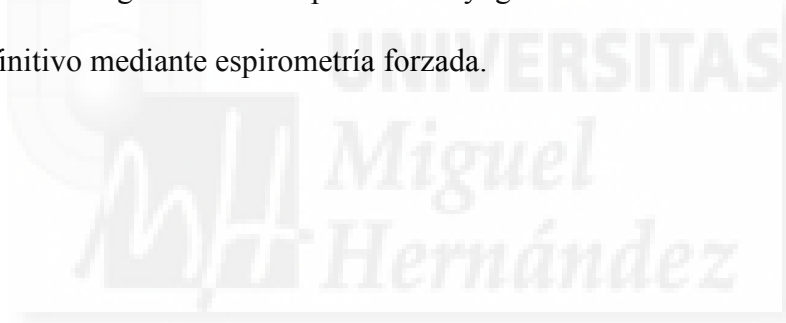 finitivo mediante espirometría forzada.
UNIVERSITAS
Miguel
Hernández